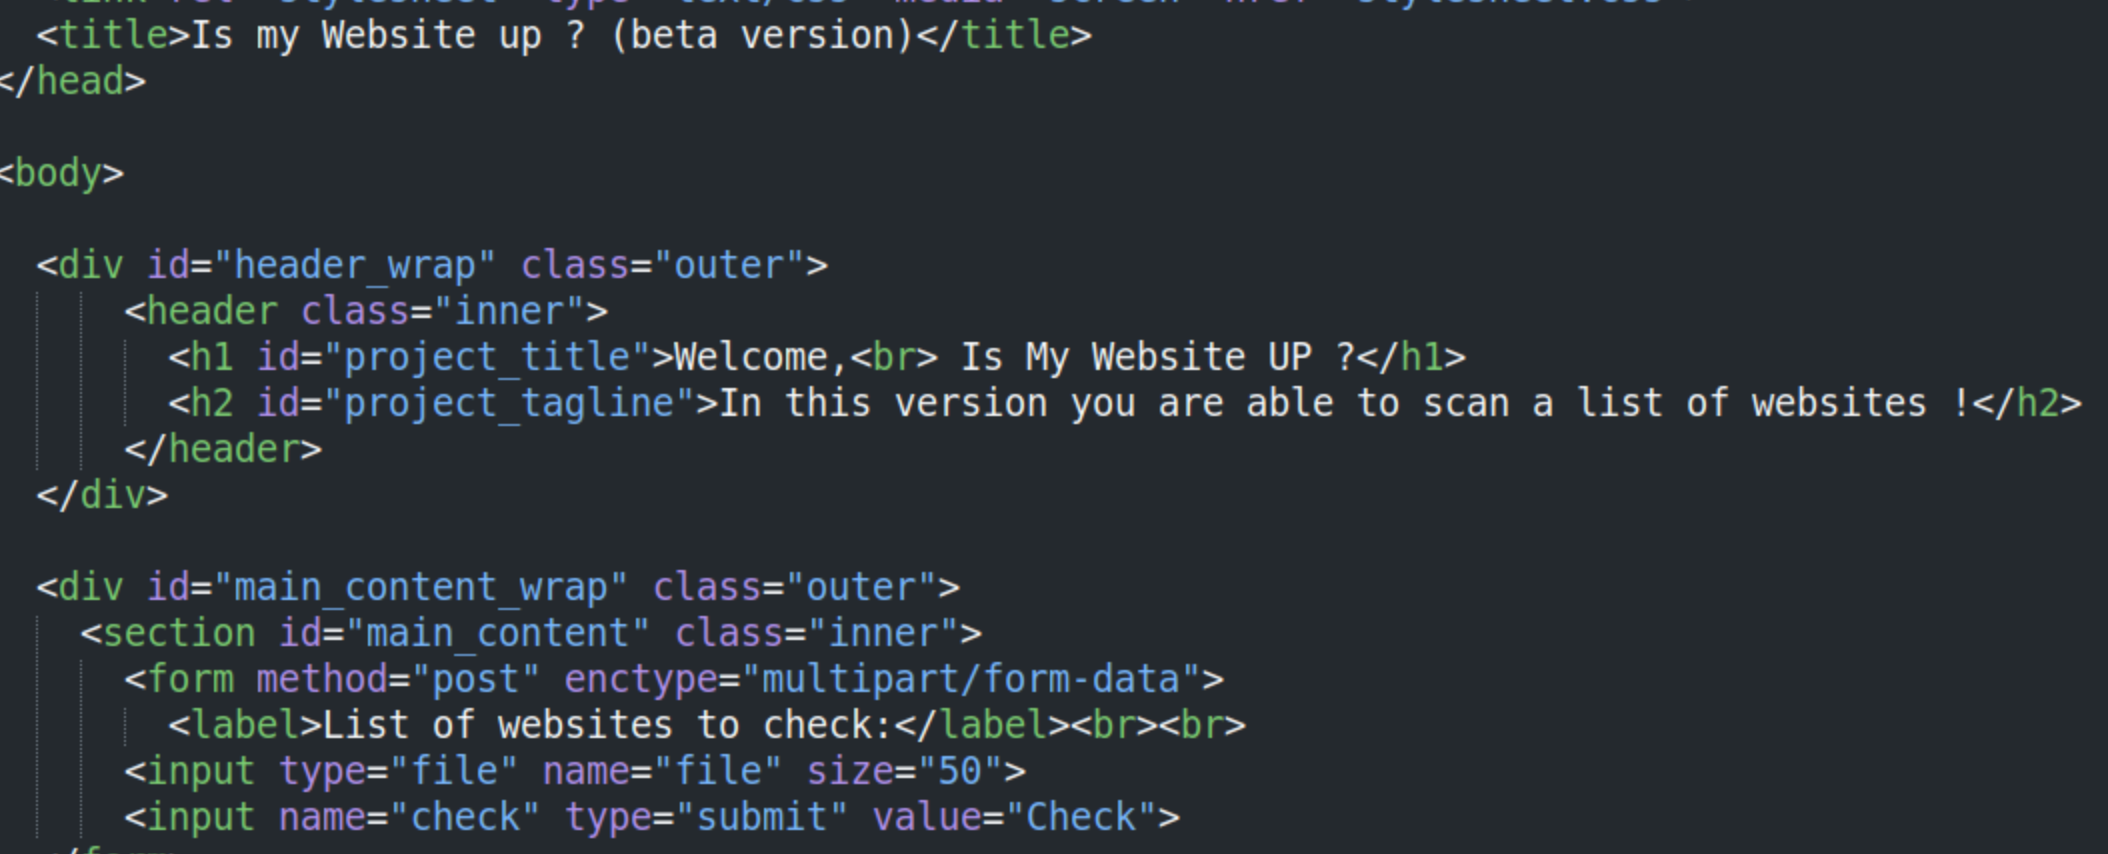 <title>Is my Website up ? (beta version)</title>
</head>
<body>
<div id="header_wrap" class="outer">
<header class="inner">
<h1 id="project_title">Welcome,<br> Is My Website UP ?</h1>
<h2 id="project_tagline">In this version you are able to scan a list of websites !</h2>
</header>
</div>
<div id="main_content_wrap" class="outer">
<section id="main_content" class="inner">
<form method="post" enctype="multipart/form-data">
<label>List of websites to check:</label><br><br>
<input type="file" name="file" size="50">
<input name="check" type="submit" value="Check">